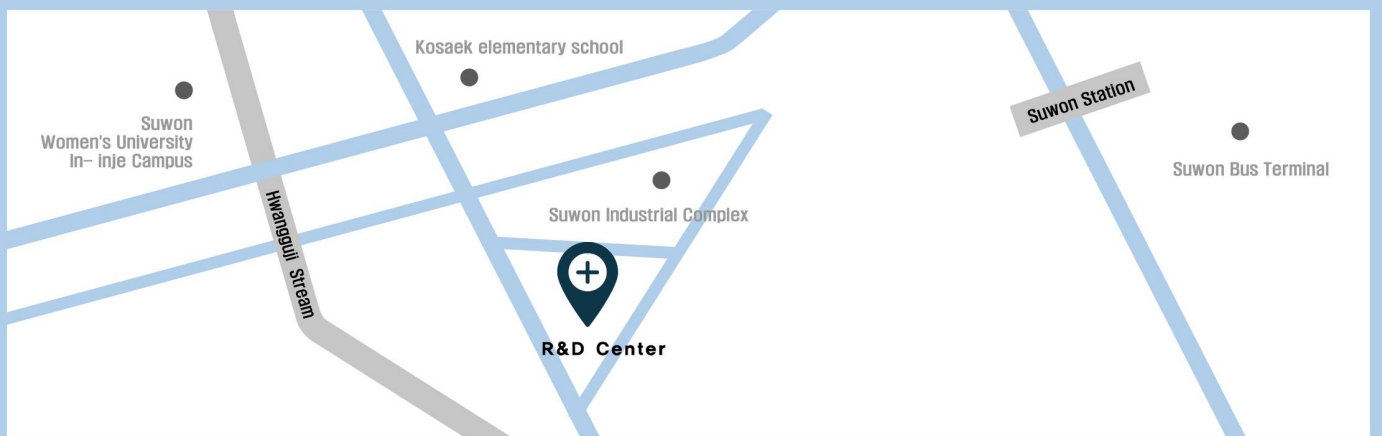 Kosaek elementary school
Suwon Station
Suwon
Women's University
In- inje Campus
Suwon Bus Terminal
Hwangguji Stream
Suwon Industrial Complex
R&D Center